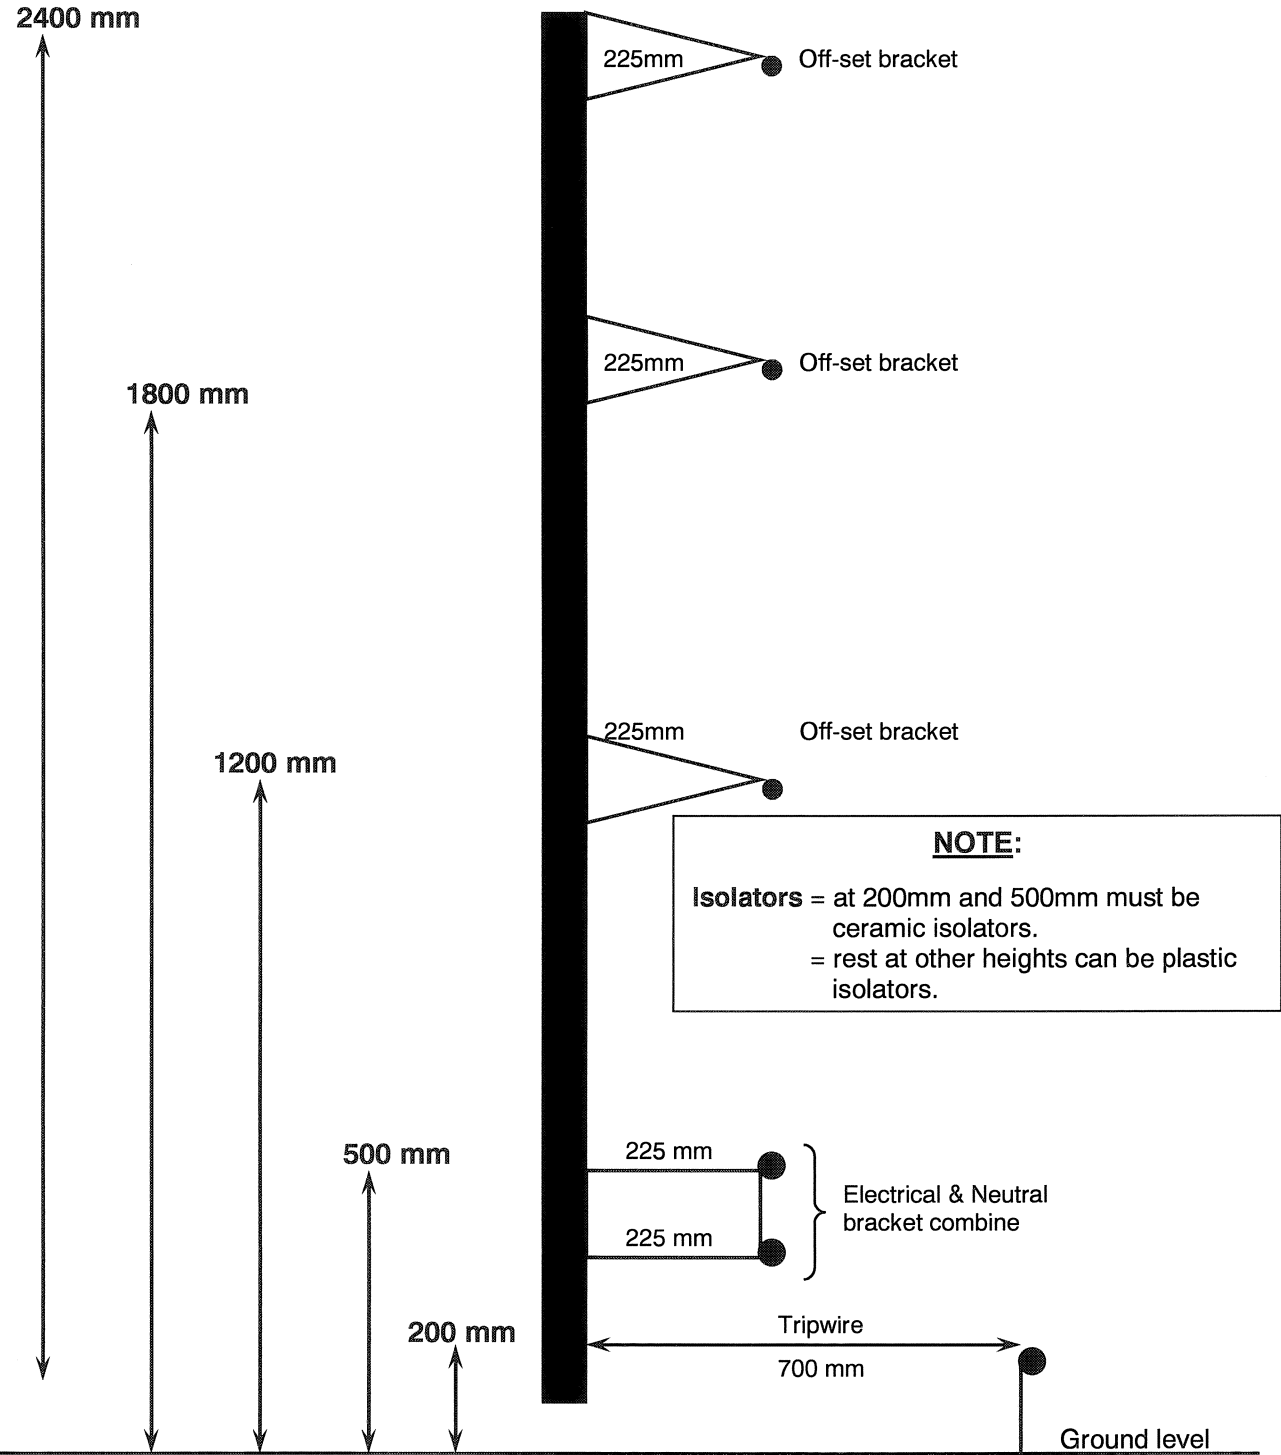 2400 mm
225mm
Off-set bracket
225mm
Off-set bracket
1800 mm
225mm
Off-set bracket
1200 mm
NOTE:
Isolators = at 200mm and 500mm must be
ceramic isolators.
= rest at other heights can be plastic
isolators.
500 mm
225 mm
Electrical & Neutral
bracket combine
225 mm
200 mm
Tripwire
700 mm
Ground level